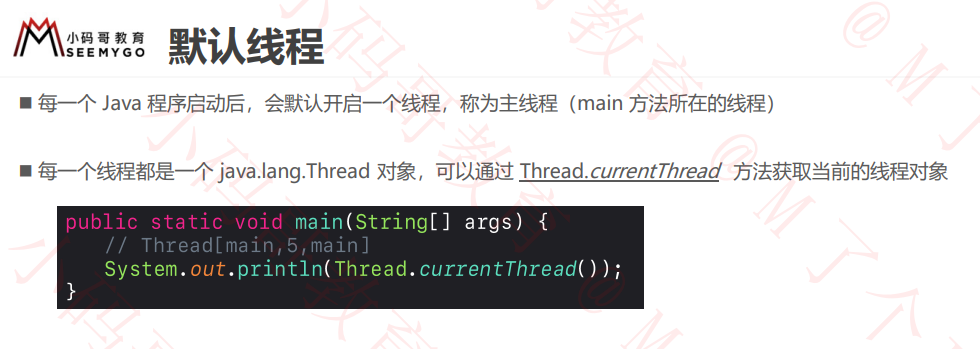 小码哥教育
SEEMYGO
默认线程
每一个 Java 程序启动后，会默认开启一个线程，称为主线程（main 方法所在的线程）
每一个线程都是一个 java.lang.Thread 对象，可以通过 Thread.currentThread 方法获取当前的线程对象
public static void main(String[] args) {
// Thread[main,5,main]
System.out.println(Thread.currentThread());
}